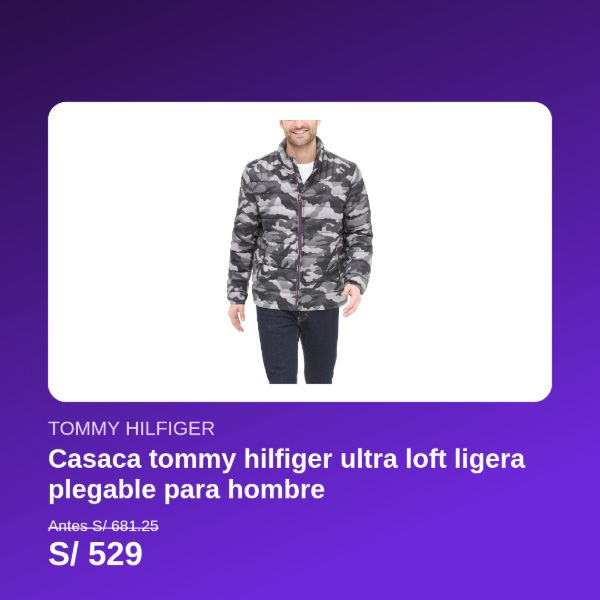 TOMMY HILFIGER
Casaca tommy hilfiger ultra loft ligera
plegable para hombre
Antes S/ 681.25
S/ 529